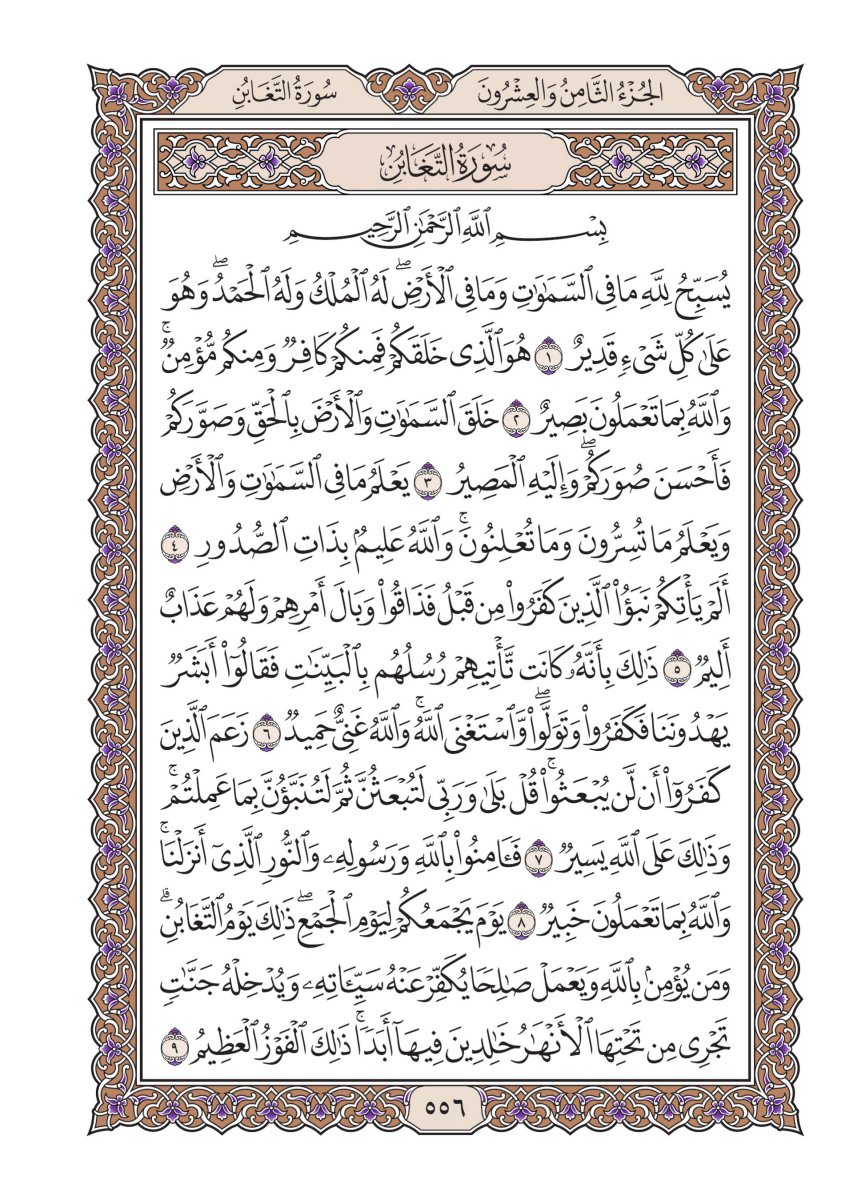 الجُزْءُ الثَّامِنُ وَالعِشْرُونَ
سُورَةُ التَّغَابُنِ
سُورَةُ التَّغَابُنِ
بِسْمِ ٱللَّهِ ٱلرَّحْمَٰنِ ٱلرَّحِيمِ
يُسَبِّحُ لِلَّهِ مَا فِي ٱلسَّمَٰوَٰتِ وَمَا فِي ٱلْأَرْضِۖ لَهُ ٱلْمُلْكُ وَلَهُ ٱلْحَمْدُۖ وَهُوَ
عَلَىٰ كُلِّ شَىْءٍ قَدِيرٌ ١ هُوَ ٱلَّذِى خَلَقَكُمْ فَمِنكُمْ كَافِرٌ وَمِنكُم مُّؤْمِنٌۚ
وَٱللَّهُ بِمَا تَعْمَلُونَ بَصِيرٌ ٢ خَلَقَ ٱلسَّمَٰوَٰتِ وَٱلْأَرْضَ بِٱلْحَقِّ وَصَوَّرَكُمْ
فَأَحْسَنَ صُوَرَكُمْۖ وَإِلَيْهِ ٱلْمَصِيرُ ٣ يَعْلَمُ مَا فِي ٱلسَّمَٰوَٰتِ وَٱلْأَرْضِ
وَيَعْلَمُ مَا تُسِرُّونَ وَمَا تُعْلِنُونَۚ وَٱللَّهُ عَلِيمُۢ بِذَاتِ ٱلصُّدُورِ ٤
أَلَمْ يَأْتِكُمْ نَبَؤُا۟ ٱلَّذِينَ كَفَرُوا۟ مِن قَبْلُ فَذَاقُوا۟ وَبَالَ أَمْرِهِمْ وَلَهُمْ عَذَابٌ
أَلِيمٌ ٥ ذَٰلِكَ بِأَنَّهُۥ كَانَت تَّأْتِيهِمْ رُسُلُهُم بِٱلْبَيِّنَٰتِ فَقَالُوٓا۟ أَبَشَرٌ
يَهْدُونَنَا فَكَفَرُوا۟ وَتَوَلَّوا۟ۖ وَّٱسْتَغْنَى ٱللَّهُۚ وَٱللَّهُ غَنِىٌّ حَمِيدٌ ٦ زَعَمَ ٱلَّذِينَ
كَفَرُوٓا۟ أَن لَّن يُبْعَثُوا۟ۚ قُلْ بَلَىٰ وَرَبِّى لَتُبْعَثُنَّ ثُمَّ لَتُنَبَّؤُنَّ بِمَا عَمِلْتُمْۚ
وَذَٰلِكَ عَلَى ٱللَّهِ يَسِيرٌ ٧ فَـَٔامِنُوا۟ بِٱللَّهِ وَرَسُولِهِۦ وَٱلنُّورِ ٱلَّذِىٓ أَنزَلْنَاۚ
وَٱللَّهُ بِمَا تَعْمَلُونَ خَبِيرٌ ٨ يَوْمَ يَجْمَعُكُمْ لِيَوْمِ ٱلْجَمْعِۖ ذَٰلِكَ يَوْمُ ٱلتَّغَابُنِۗ
وَمَن يُؤْمِنۢ بِٱللَّهِ وَيَعْمَلْ صَٰلِحًا يُكَفِّرْ عَنْهُ سَيِّـَٔاتِهِۦ وَيُدْخِلْهُ جَنَّٰتٍ
تَجْرِى مِن تَحْتِهَا ٱلْأَنْهَٰرُ خَٰلِدِينَ فِيهَآ أَبَدًاۚ ذَٰلِكَ ٱلْفَوْزُ ٱلْعَظِيمُ ٩
٥٥٦